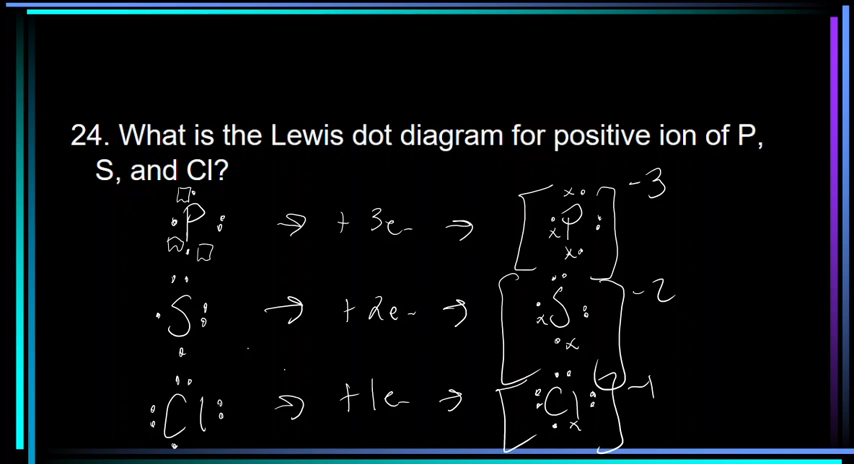 24. What is the Lewis dot diagram for positive ion of P,
S, and Cl?
P → + 3e- → [P] -3
S → +2e- → [S] -2
Cl → +1e- → [Cl] -1